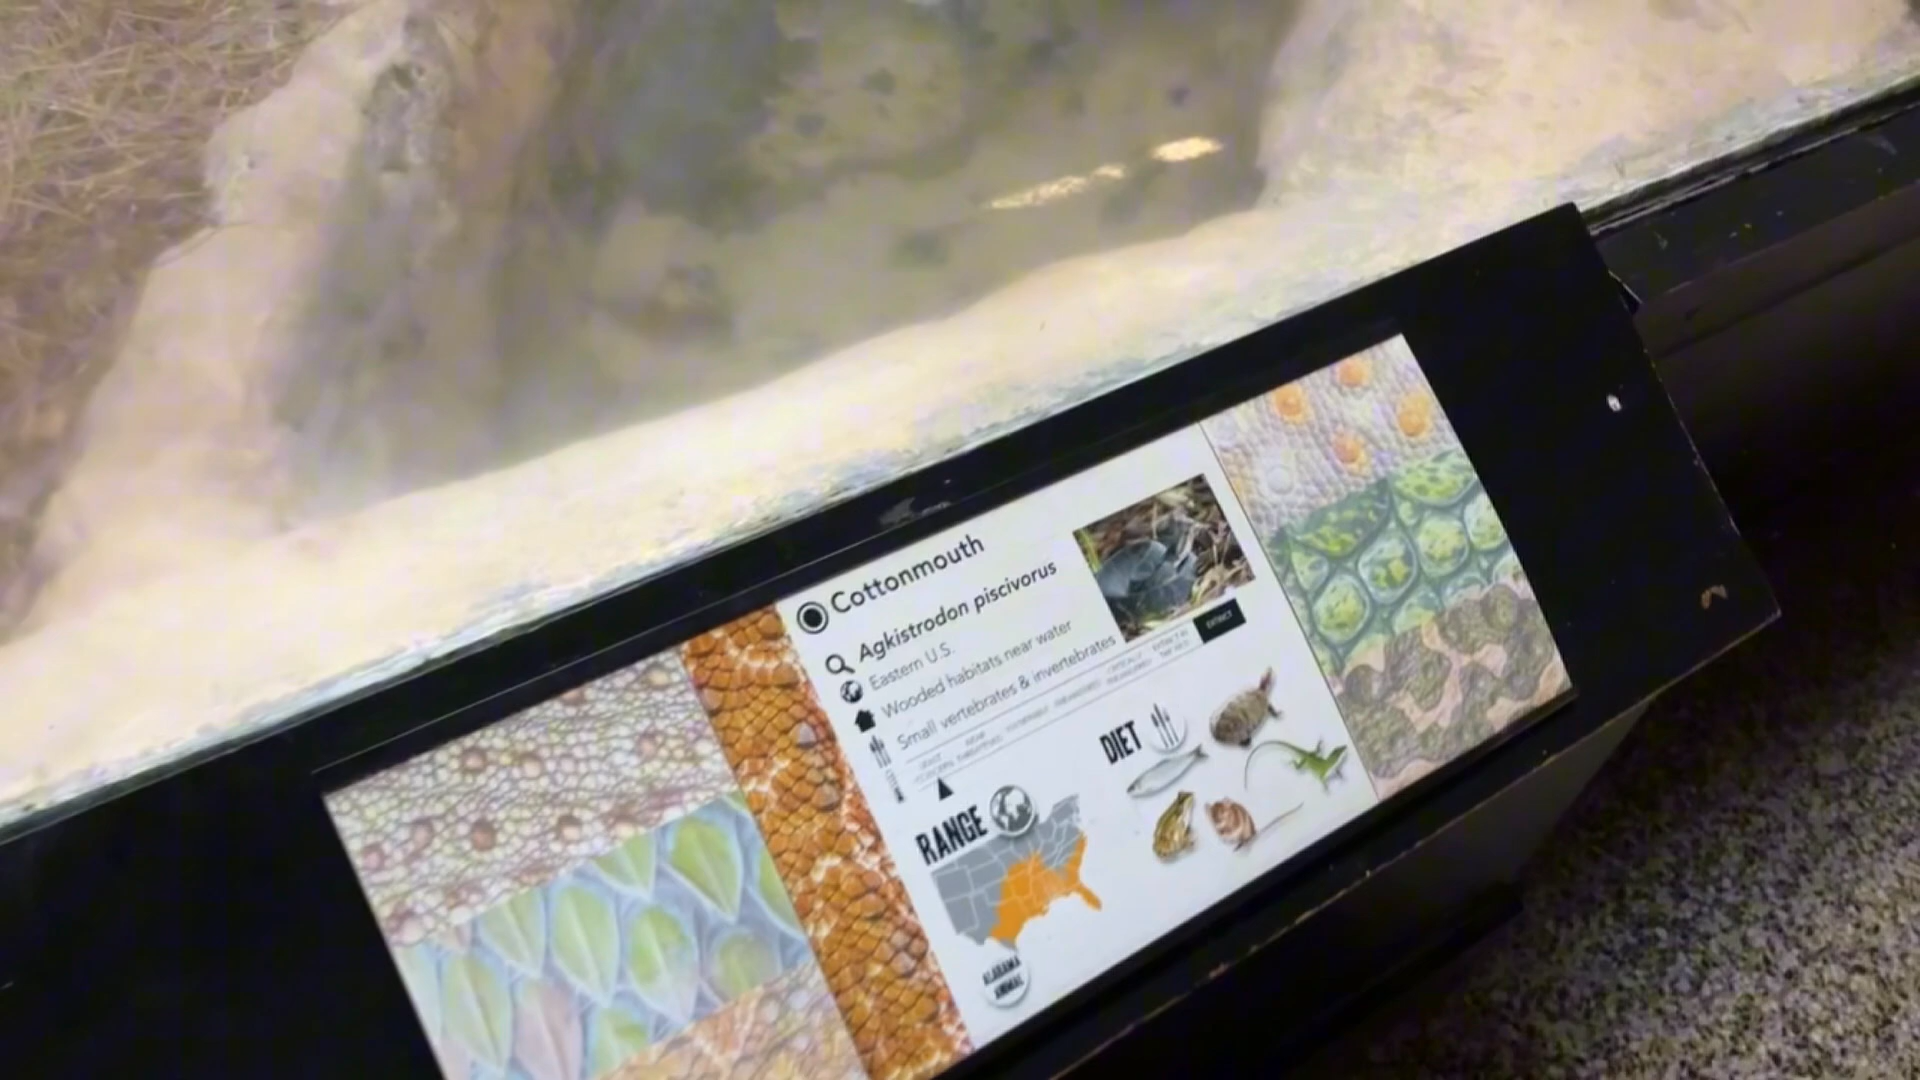 Cottonmouth
Agkistrodon piscivorus
Eastern U.S.
Wooded habitats near water
Small vertebrates & invertebrates
EXTINCT
DIET
RANGE
ALABAMA
ANIMAL